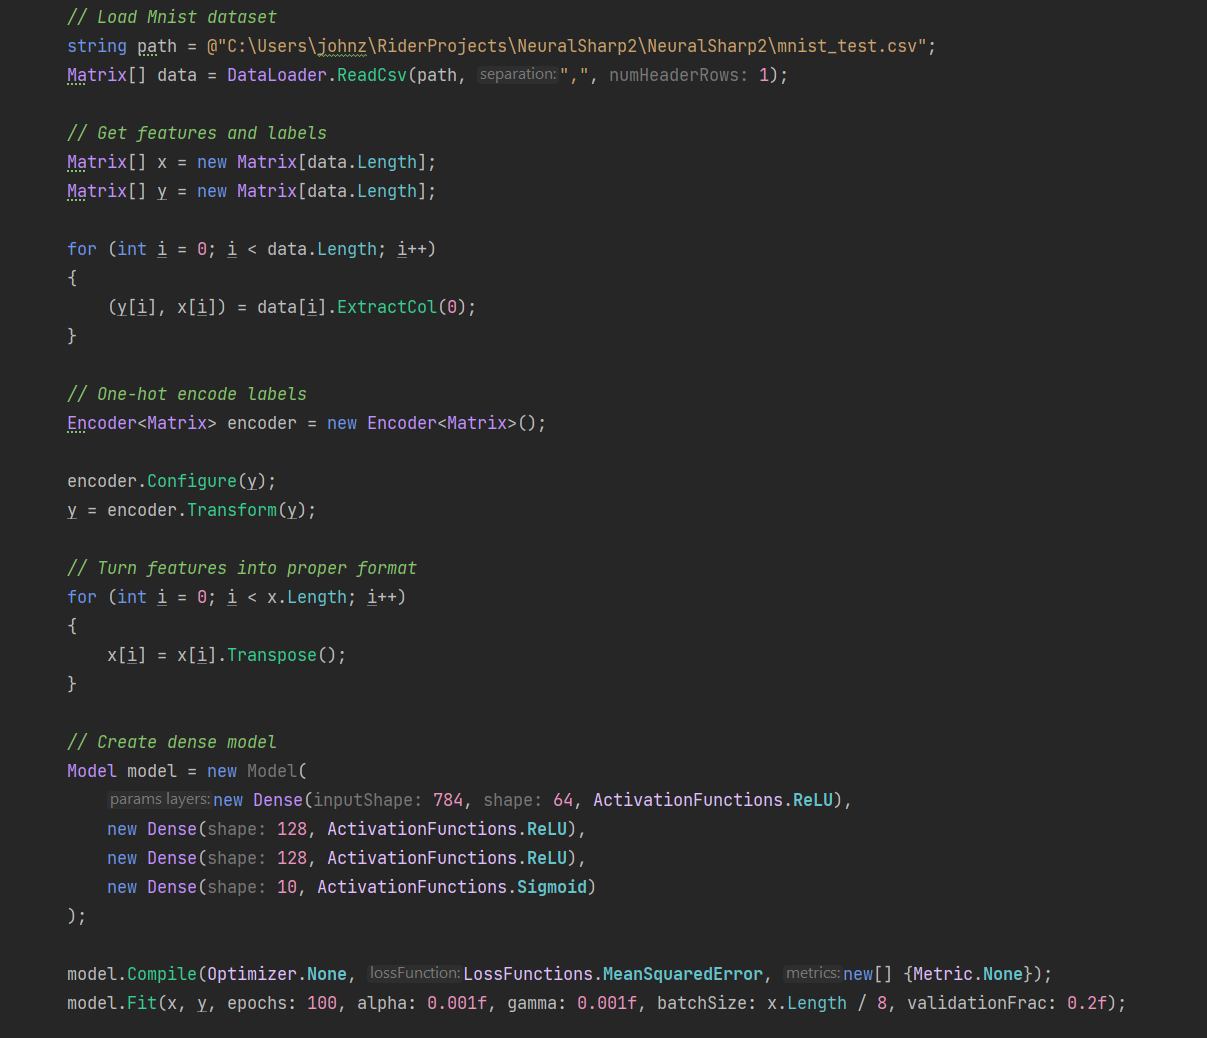 // Load Mnist dataset
string path = @"C:\Users\johnz\RiderProjects\NeuralSharp2\NeuralSharp2\mnist_test.csv";
Matrix[] data = DataLoader.ReadCsv(path, separation: ",", numHeaderRows: 1);
// Get features and labels
Matrix[] x = new Matrix[data.Length];
Matrix[] y = new Matrix[data.Length];
for (int i = 0; i < data.Length; i++)
{
(y[i], x[i]) = data[i].ExtractCol(0);
}
// One-hot encode labels
Encoder<Matrix> encoder = new Encoder<Matrix>();
encoder.Configure(y);
y = encoder.Transform(y);
// Turn features into proper format
for (int i = 0; i < x.Length; i++)
{
x[i] = x[i].Transpose();
}
// Create dense model
Model model = new Model(
params layers: new Dense(inputShape: 784, shape: 64, ActivationFunctions.ReLU),
new Dense(shape: 128, ActivationFunctions.ReLU),
new Dense(shape: 128, ActivationFunctions.ReLU),
new Dense(shape: 10, ActivationFunctions.Sigmoid)
);
model.Compile(Optimizer.None, lossFunction: LossFunctions.MeanSquaredError, metrics: new[] {Metric.None});
model.Fit(x, y, epochs: 100, alpha: 0.001f, gamma: 0.001f, batchSize: x.Length / 8, validationFrac: 0.2f);